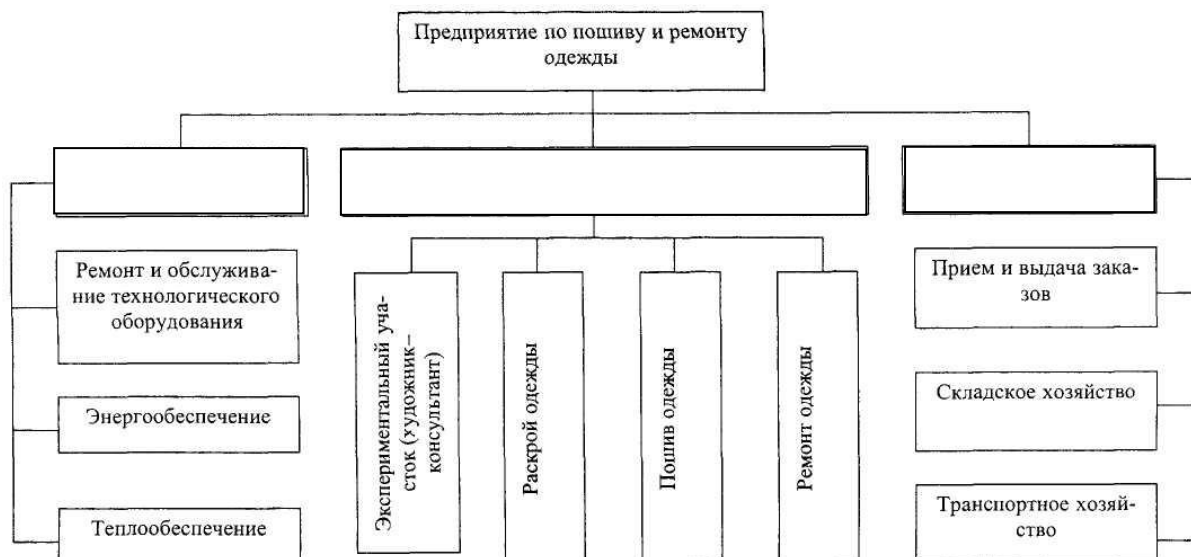 Предприятие по пошиву и ремонту
одежды
Ремонт и обслужива-
ние технологического
оборудования
Энергообеспечение
Теплообеспечение
Экспериментальный уча-
сток (художник–
консультант)
Раскрой одежды
Пошив одежды
Ремонт одежды
Прием и выдача зака-
зов
Складское хозяйство
Транспортное хозяй-
ство